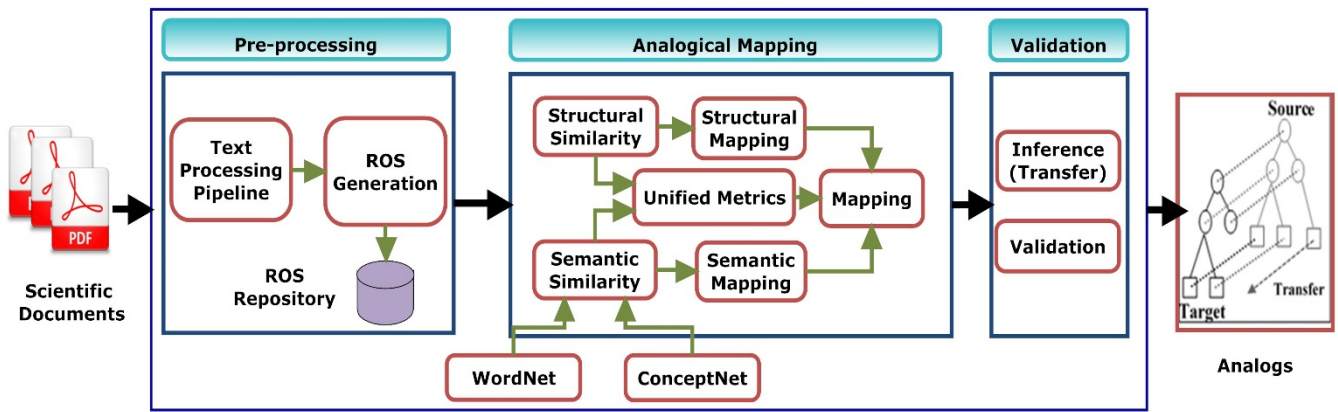 Pre-processing
Analogical Mapping
Validation
Text
Processing
Pipeline
ROS
Generation
ROS
Repository
Structural
Similarity
Structural
Mapping
Unified Metrics
Mapping
Semantic
Similarity
Semantic
Mapping
WordNet
ConceptNet
Inference
(Transfer)
Validation
PDF
Scientific
Documents
Source
Transfer
Target
Analogs